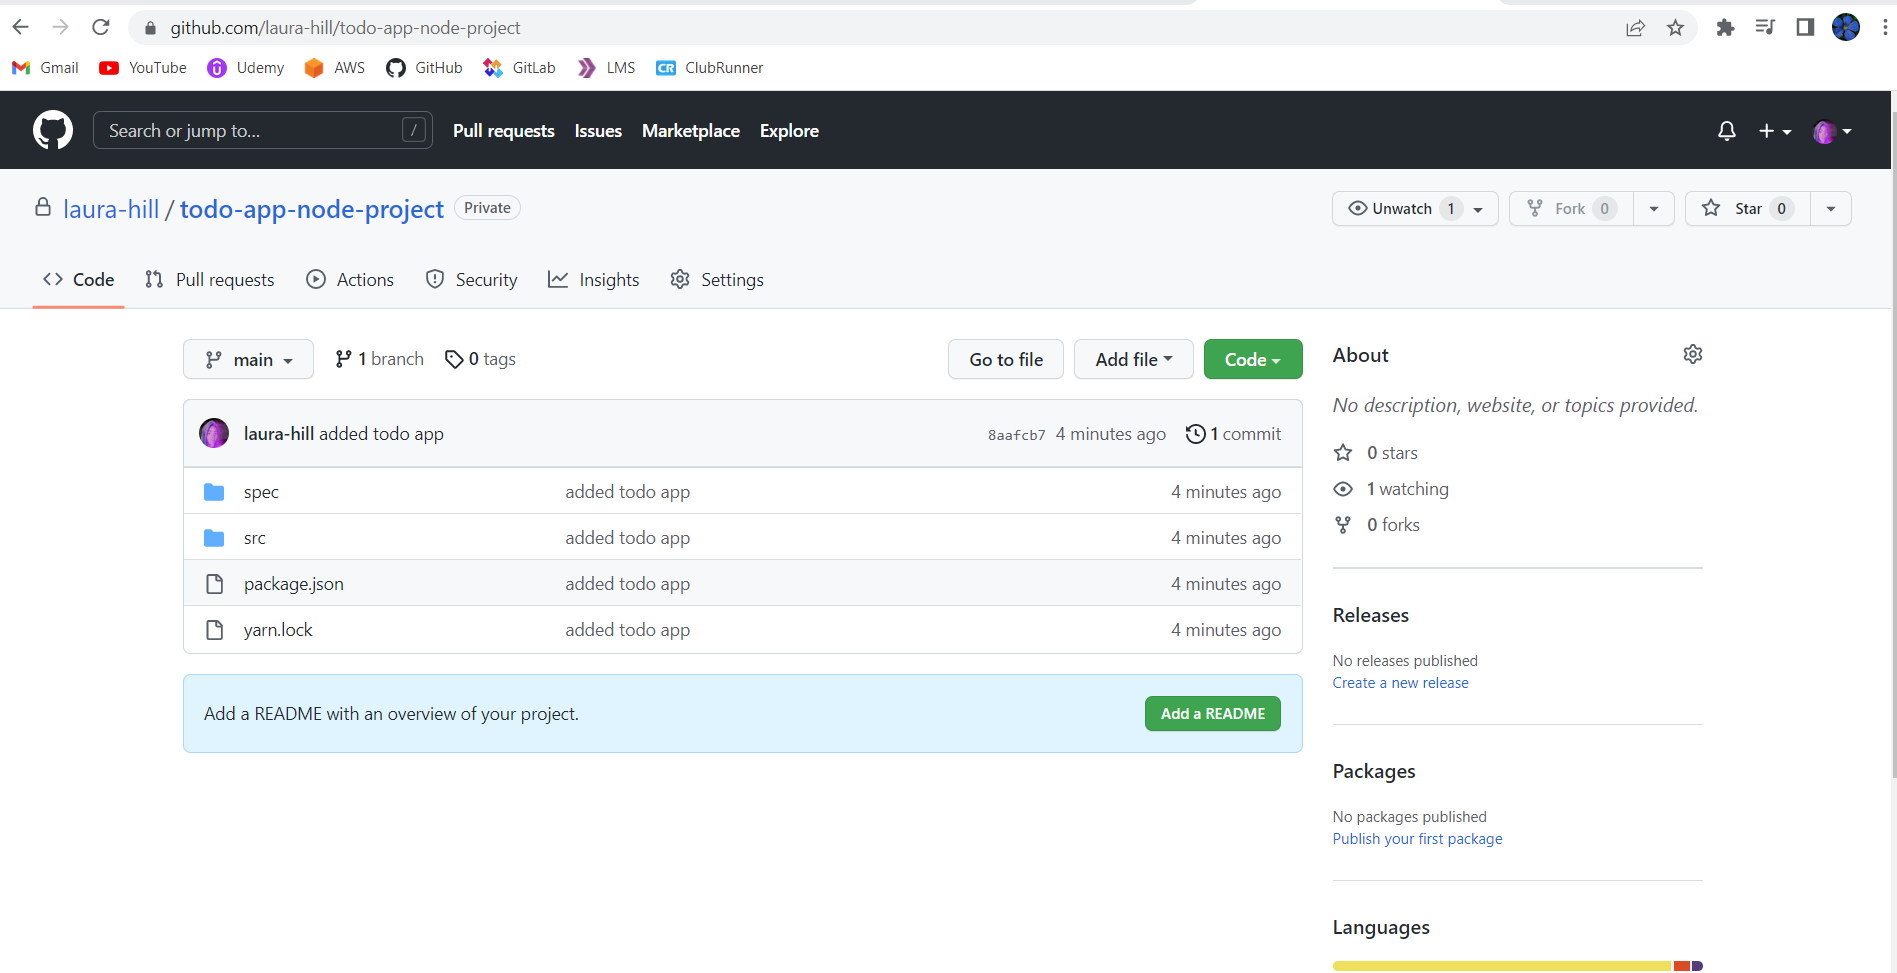 github.com/laura-hill/todo-app-node-project
Gmail YouTube Udemy AWS GitHub GitLab LMS CR ClubRunner
Search or jump to... / Pull requests Issues Marketplace Explore
laura-hill / todo-app-node-project Private Unwatch 1 Fork 0 Star 0
Code Pull requests Actions Security Insights Settings
main 1 branch 0 tags Go to file Add file Code
laura-hill added todo app 8aafcb7 4 minutes ago 1 commit
spec added todo app 4 minutes ago
src added todo app 4 minutes ago
package.json added todo app 4 minutes ago
yarn.lock added todo app 4 minutes ago
Add a README with an overview of your project. Add a README
About
No description, website, or topics provided.
0 stars
1 watching
0 forks
Releases
No releases published
Create a new release
Packages
No packages published
Publish your first package
Languages